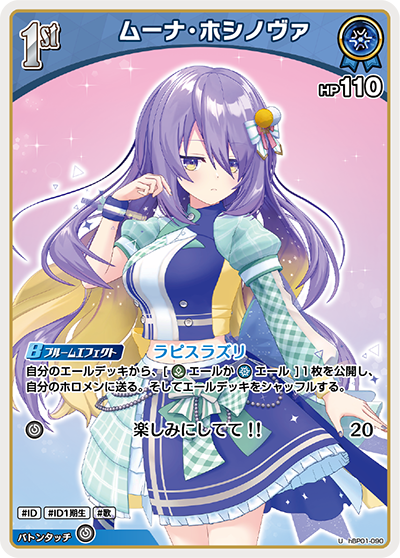 1st
ムーナ・ホシノヴァ
HP110
ブルームエフェクト ラピスラズリ
自分のエールデッキから、[ エールか エール ]1枚を公開し、
自分のホロメンに送る。そしてエールデッキをシャッフルする。
楽しみにしてて!! 20
#ID #ID1期生 #歌
バトンタッチ
U hBP01-090